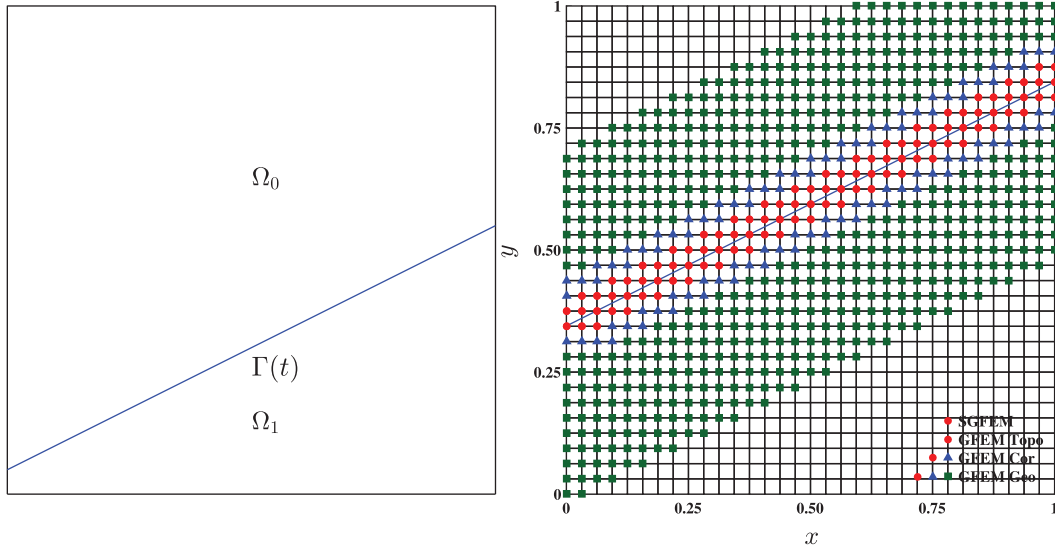 Ω₀
Γ(t)
Ω₁
y
1
0.75
0.50
0.25
0
SGFEM
GFEM Topo
GFEM Cor
GFEM Geo
0 0.25 0.50 0.75 1
x